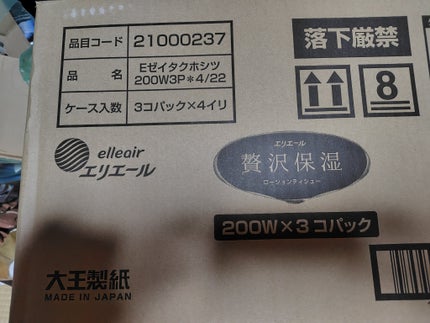 品目コード 21000237
品 名 Eゼイタクホシツ
200W3P*4/22
ケース入数 3コパック×4イリ
落下厳禁
8
elleair
エリエール
エリエール
贅沢保湿
ローションティシュー
200W×3コパック
大王製紙
MADE IN JAPAN